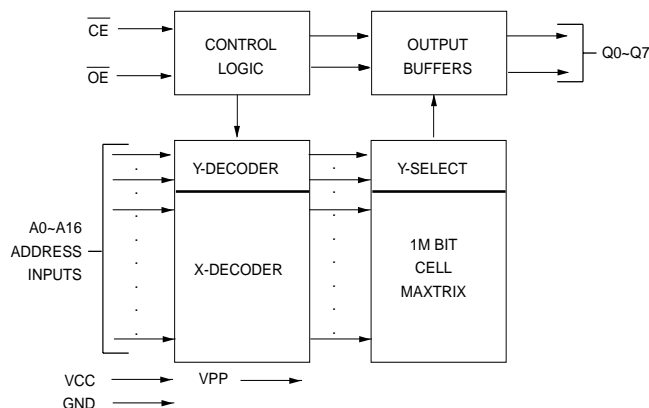 CE
CONTROL
LOGIC
OUTPUT
BUFFERS
Q0~Q7
OE
Y-DECODER
Y-SELECT
A0~A16
ADDRESS
INPUTS
X-DECODER
1M BIT
CELL
MAXTRIX
VCC
VPP
GND